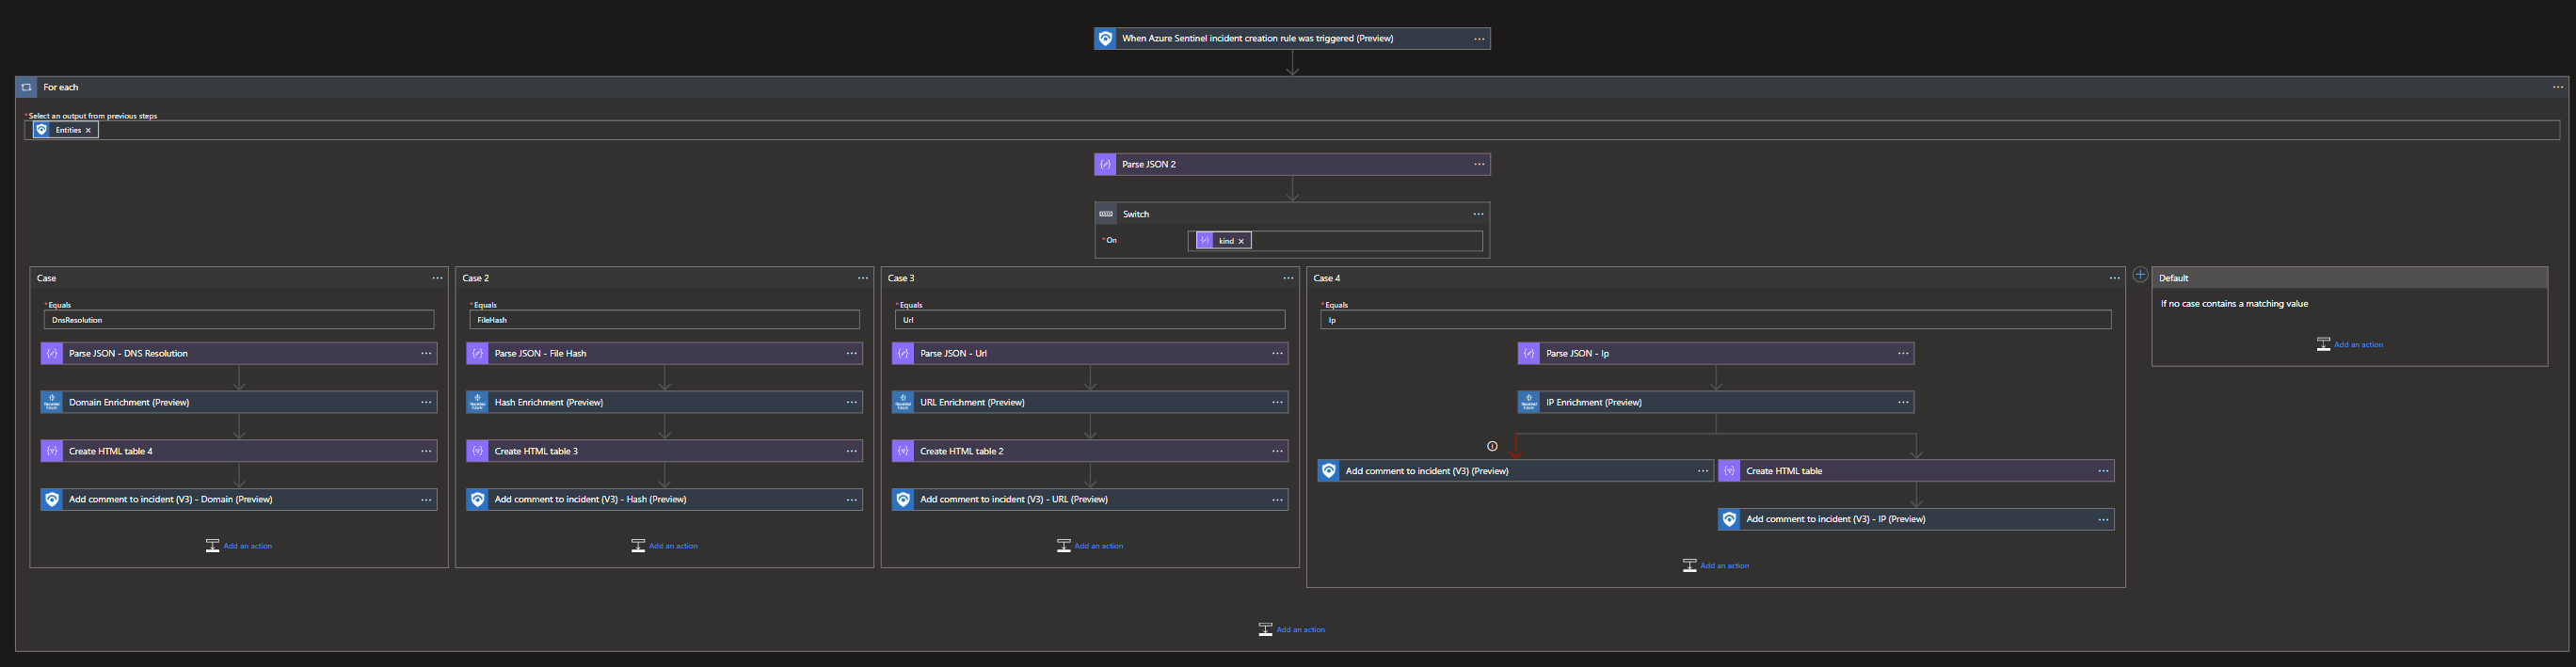 When Azure Sentinel incident creation rule was triggered (Preview)
For each
*Select an output from previous steps
Entities
Parse JSON 2
Switch
*On
kind
Case
*Equals
DnsResolution
Parse JSON - DNS Resolution
Domain Enrichment (Preview)
Create HTML table 4
Add comment to incident (V3) - Domain (Preview)
Add an action
Case 2
*Equals
FileHash
Parse JSON - File Hash
Hash Enrichment (Preview)
Create HTML table 3
Add comment to incident (V3) - Hash (Preview)
Add an action
Case 3
*Equals
Url
Parse JSON - Url
URL Enrichment (Preview)
Create HTML table 2
Add comment to incident (V3) - URL (Preview)
Add an action
Case 4
*Equals
Ip
Parse JSON - Ip
IP Enrichment (Preview)
Add comment to incident (V3) (Preview)
Create HTML table
Add comment to incident (V3) - IP (Preview)
Add an action
Default
If no case contains a matching value
Add an action
Add an action